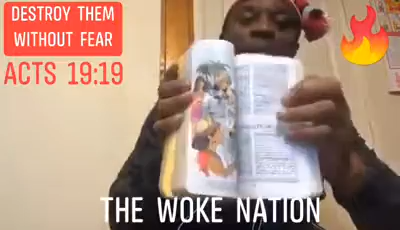 DESTROY THEM
WITHOUT FEAR
ACTS 19:19
THE WOKE NATION